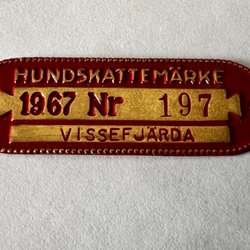 HUNDSKATTEMÄRKE
1967 Nr 197
VISSEFJÄRDA